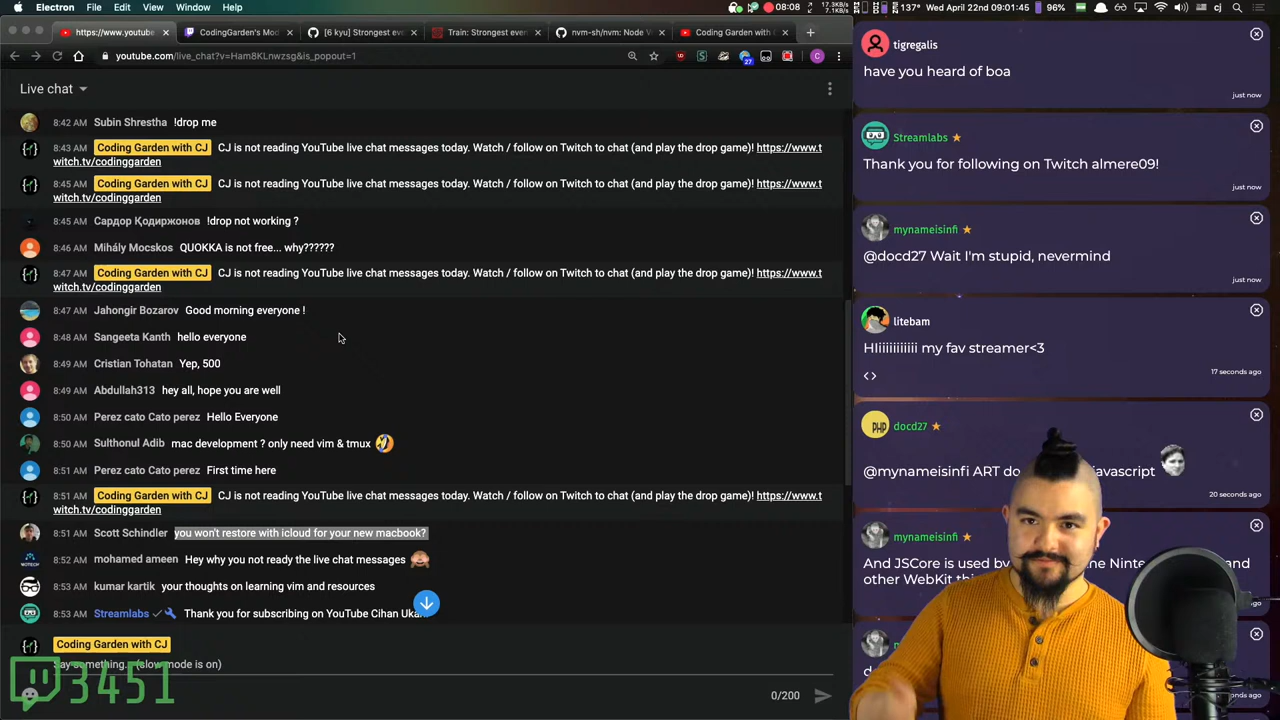 Electron File Edit View Window Help
08:08 17.3KB/s 7.1KB/s 137° Wed April 22nd 09:01:45 96% cj
https://www.youtube CodingGarden's Mod [6 kyu] Strongest eve Train: Strongest even nvm-sh/nvm: Node V Coding Garden with C
youtube.com/live_chat?v=Ham8KLnwzsg&is_popout=1
Live chat
8:42 AM Subin Shrestha !drop me
8:43 AM Coding Garden with CJ CJ is not reading YouTube live chat messages today. Watch / follow on Twitch to chat (and play the drop game)! https://www.t
witch.tv/codinggarden
8:45 AM Coding Garden with CJ CJ is not reading YouTube live chat messages today. Watch / follow on Twitch to chat (and play the drop game)! https://www.t
witch.tv/codinggarden
8:45 AM Сардор Қодиржонов !drop not working ?
8:46 AM Mihály Mocskos QUOKKA is not free... why??????
8:47 AM Coding Garden with CJ CJ is not reading YouTube live chat messages today. Watch / follow on Twitch to chat (and play the drop game)! https://www.t
witch.tv/codinggarden
8:47 AM Jahongir Bozarov Good morning everyone !
8:48 AM Sangeeta Kanth hello everyone
8:49 AM Cristian Tohatan Yep, 500
8:49 AM Abdullah313 hey all, hope you are well
8:50 AM Perez cato Cato perez Hello Everyone
8:50 AM Sulthonul Adib mac development ? only need vim & tmux
8:51 AM Perez cato Cato perez First time here
8:51 AM Coding Garden with CJ CJ is not reading YouTube live chat messages today. Watch / follow on Twitch to chat (and play the drop game)! https://www.t
witch.tv/codinggarden
8:51 AM Scott Schindler you won't restore with icloud for your new macbook?
8:52 AM mohamed ameen Hey why you not ready the live chat messages
8:53 AM kumar kartik your thoughts on learning vim and resources
8:53 AM Streamlabs Thank you for subscribing on YouTube Cihan
Coding Garden with CJ
Say something... (slow mode is on)
0/200
3451
tigregalis
have you heard of boa
just now
Streamlabs
Thank you for following on Twitch almere09!
just now
mynameisinfi
@docd27 Wait I'm stupid, nevermind
just now
litebam
HIiiiiiiiiiii my fav streamer<3
17 seconds ago
PHP docd27
@mynameisinfi ART do javascript
20 seconds ago
mynameisinfi
And JSCore is used by the and
other WebKit